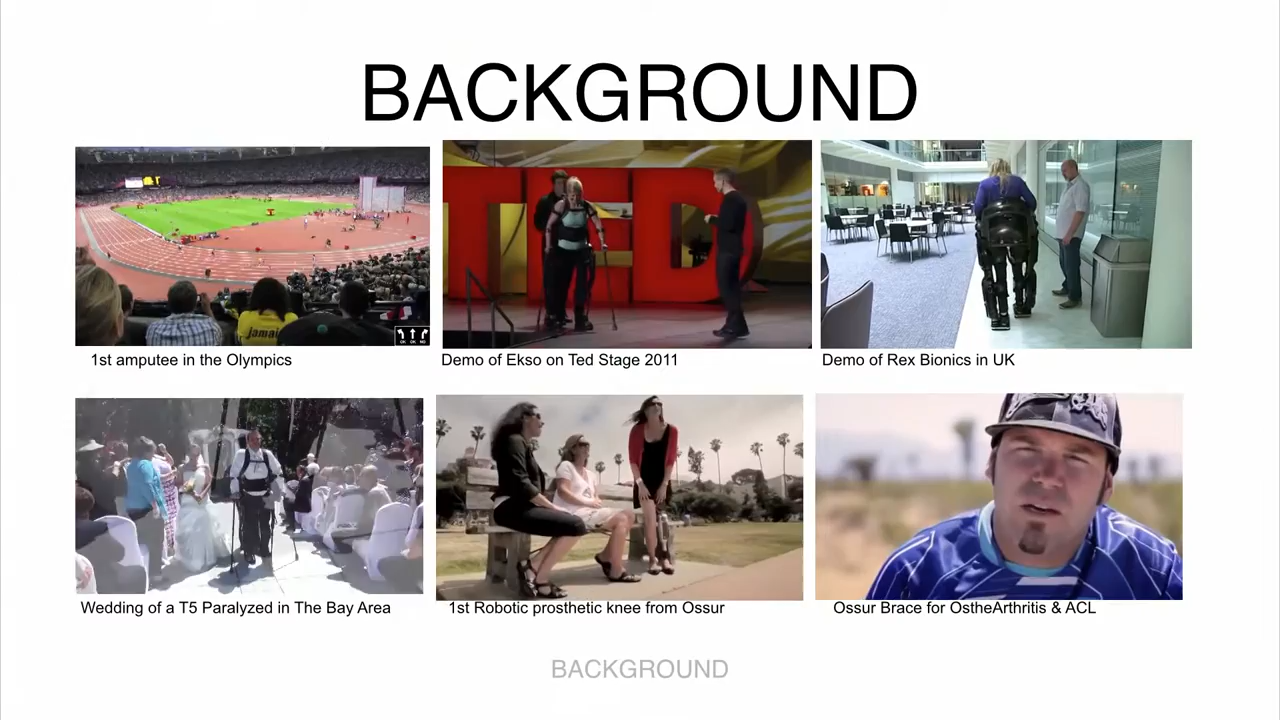 BACKGROUND
TED
jamai
1st amputee in the Olympics
Demo of Ekso on Ted Stage 2011
Demo of Rex Bionics in UK
Wedding of a T5 Paralyzed in The Bay Area
1st Robotic prosthetic knee from Ossur
Ossur Brace for OstheArthritis & ACL
BACKGROUND